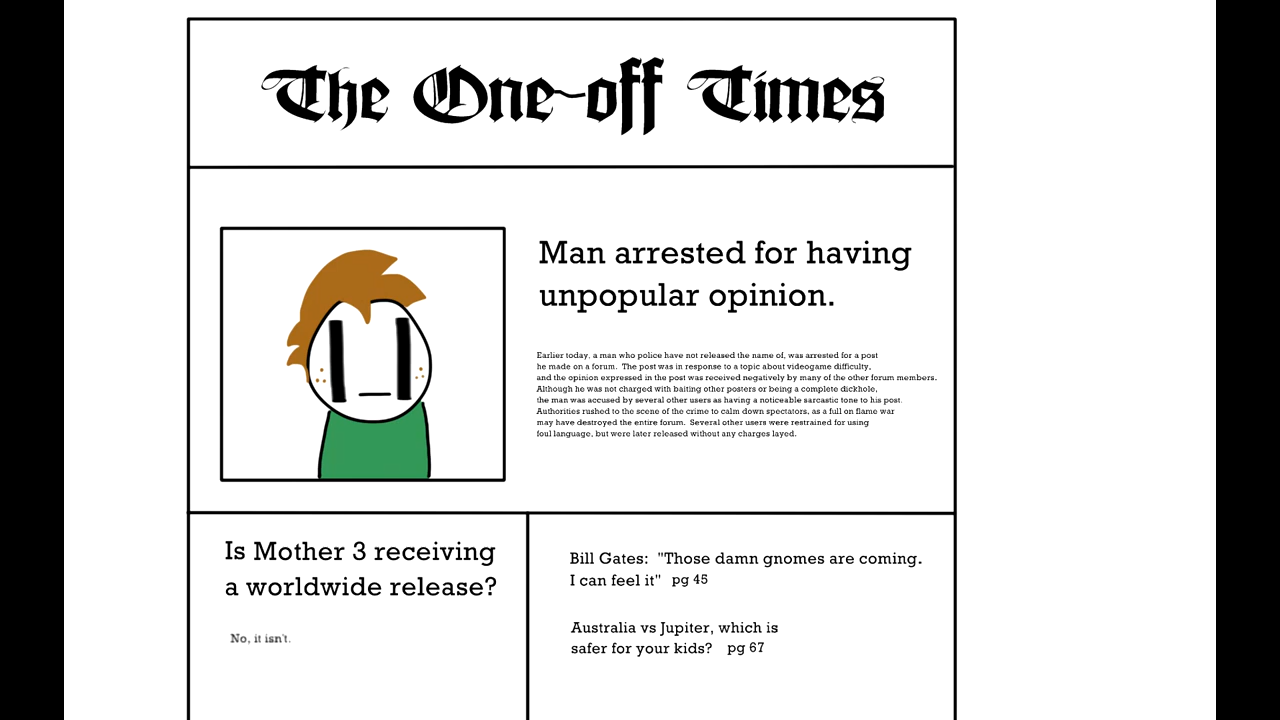 The One-off Times
Man arrested for having
unpopular opinion.
Earlier today, a man who police have not released the name of, was arrested for a post
he made on a forum.  The post was in response to a topic about videogame difficulty,
and the opinion expressed in the post was received negatively by many of the other forum members.
Although he was not charged with baiting other posters or being a complete dickhole,
the man was accused by several other users as having a noticeable sarcastic tone to his post.
Authorities rushed to the scene of the crime to calm down spectators, as a full on flame war
may have destroyed the entire forum.  Several other users were restrained for using
foul language, but were later released without any charges layed.
Is Mother 3 receiving
a worldwide release?
No, it isn't.
Bill Gates:  "Those damn gnomes are coming.
I can feel it"  pg 45
Australia vs Jupiter, which is
safer for your kids?  pg 67